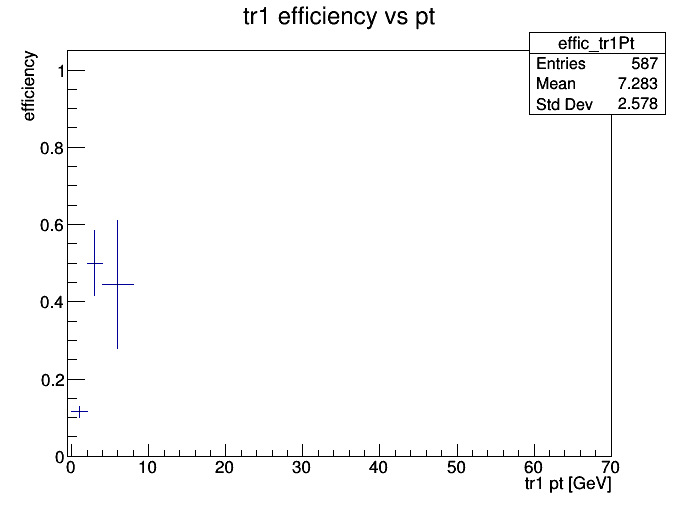 tr1 efficiency vs pt
effic_tr1Pt
Entries 587
Mean 7.283
Std Dev 2.578
efficiency
1
0.8
0.6
0.4
0.2
0
0 10 20 30 40 50 60 70
tr1 pt [GeV]